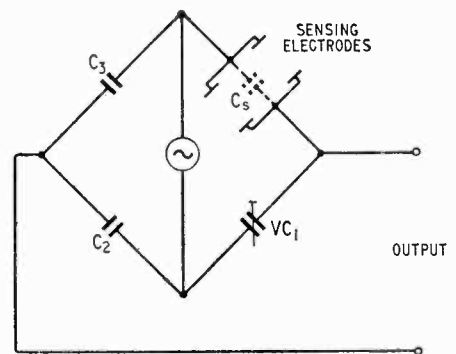 SENSING
ELECTRODES
C3
Cs
C2
VC1
OUTPUT